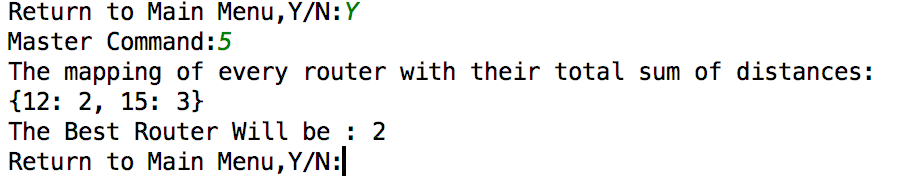 Return to Main Menu,Y/N:Y
Master Command:5
The mapping of every router with their total sum of distances:
{12: 2, 15: 3}
The Best Router Will be : 2
Return to Main Menu,Y/N: